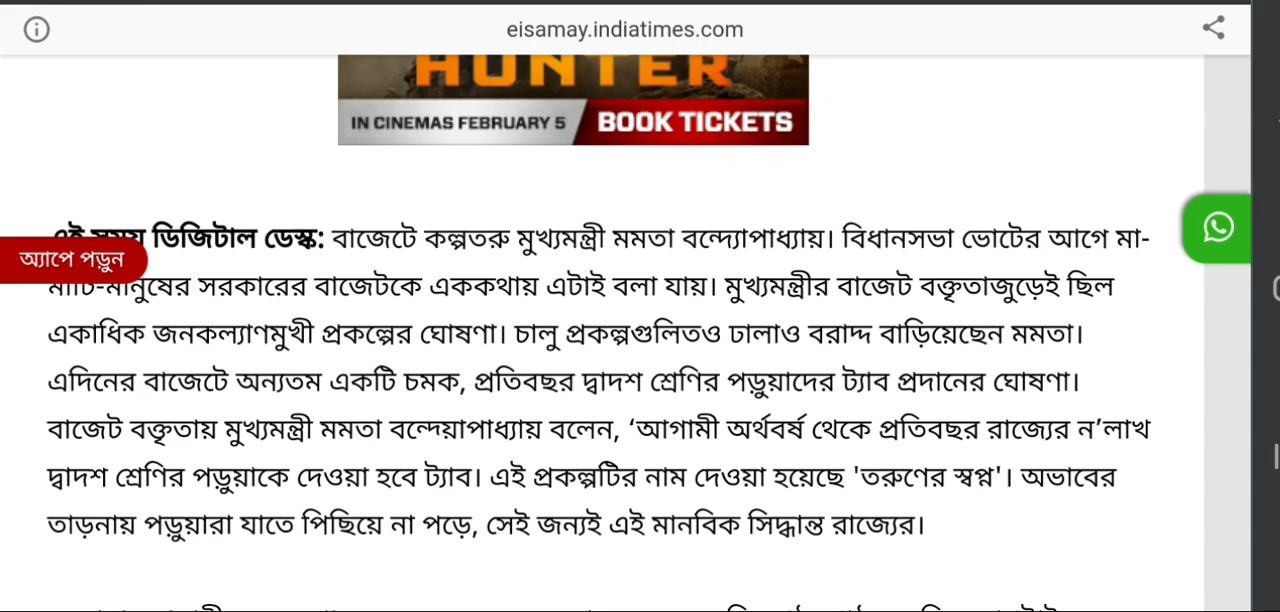 eisamay.indiatimes.com
HUNTER
IN CINEMAS FEBRUARY 5 BOOK TICKETS
এই সময় ডিজিটাল ডেস্ক: বাজেটে কল্পতরু মুখ্যমন্ত্রী মমতা বন্দ্যোপাধ্যায়। বিধানসভা ভোটের আগে মা-
অ্যাপে পড়ুন
মাটি-মানুষের সরকারের বাজেটকে এককথায় এটাই বলা যায়। মুখ্যমন্ত্রীর বাজেট বক্তৃতাজুড়েই ছিল
একাধিক জনকল্যাণমুখী প্রকল্পের ঘোষণা। চালু প্রকল্পগুলিতও ঢালাও বরাদ্দ বাড়িয়েছেন মমতা।
এদিনের বাজেটে অন্যতম একটি চমক, প্রতিবছর দ্বাদশ শ্রেণির পড়ুয়াদের ট্যাব প্রদানের ঘোষণা।
বাজেট বক্তৃতায় মুখ্যমন্ত্রী মমতা বন্দ্যেয়াপাধ্যায় বলেন, ‘আগামী অর্থবর্ষ থেকে প্রতিবছর রাজ্যের ন’লাখ
দ্বাদশ শ্রেণির পড়ুয়াকে দেওয়া হবে ট্যাব। এই প্রকল্পটির নাম দেওয়া হয়েছে 'তরুণের স্বপ্ন'। অভাবের
তাড়নায় পড়ুয়ারা যাতে পিছিয়ে না পড়ে, সেই জন্যই এই মানবিক সিদ্ধান্ত রাজ্যের।